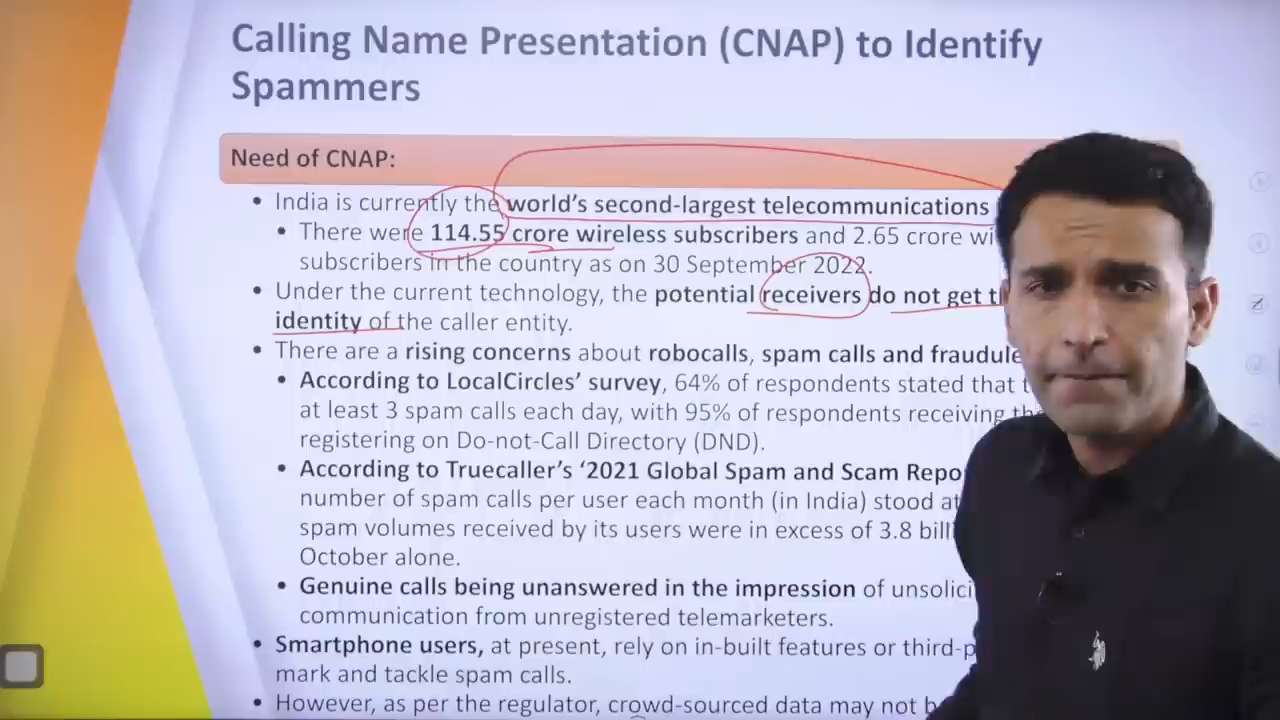 Calling Name Presentation (CNAP) to Identify
Spammers
Need of CNAP:
• India is currently the world's second-largest telecommunications
• There were 114.55 crore wireless subscribers and 2.65 crore wi
subscribers in the country as on 30 September 2022.
• Under the current technology, the potential receivers do not get t
identity of the caller entity.
• There are a rising concerns about robocalls, spam calls and fraudule
• According to LocalCircles' survey, 64% of respondents stated that t
at least 3 spam calls each day, with 95% of respondents receiving th
registering on Do-not-Call Directory (DND).
• According to Truecaller's '2021 Global Spam and Scam Repo
number of spam calls per user each month (in India) stood at
spam volumes received by its users were in excess of 3.8 bill
October alone.
• Genuine calls being unanswered in the impression of unsolici
communication from unregistered telemarketers.
• Smartphone users, at present, rely on in-built features or third-p
mark and tackle spam calls.
• However, as per the regulator, crowd-sourced data may not b